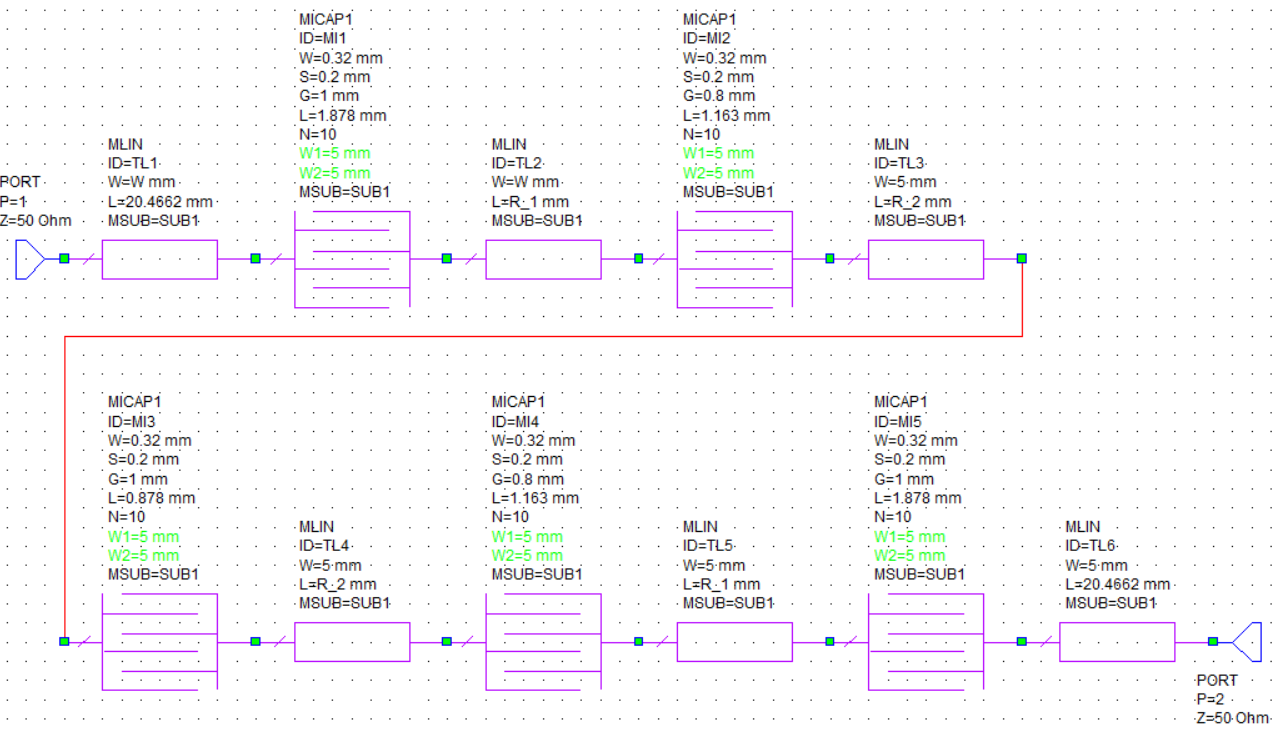 MICAP1
ID=MI1
W=0.32 mm
S=0.2 mm
G=1 mm
L=1.878 mm
N=10
W1=5 mm
W2=5 mm
MSUB=SUB1
MICAP1
ID=MI2
W=0.32 mm
S=0.2 mm
G=0.8 mm
L=1.163 mm
N=10
W1=5 mm
W2=5 mm
MSUB=SUB1
PORT
P=1
Z=50 Ohm
MLIN
ID=TL1
W=W mm
L=20.4662 mm
MSUB=SUB1
MLIN
ID=TL2
W=W mm
L=R_1 mm
MSUB=SUB1
MLIN
ID=TL3
W=5 mm
L=R_2 mm
MSUB=SUB1
MICAP1
ID=MI3
W=0.32 mm
S=0.2 mm
G=1 mm
L=0.878 mm
N=10
W1=5 mm
W2=5 mm
MSUB=SUB1
MLIN
ID=TL4
W=5 mm
L=R_2 mm
MSUB=SUB1
MICAP1
ID=MI4
W=0.32 mm
S=0.2 mm
G=0.8 mm
L=1.163 mm
N=10
W1=5 mm
W2=5 mm
MSUB=SUB1
MLIN
ID=TL5
W=5 mm
L=R_1 mm
MSUB=SUB1
MICAP1
ID=MI5
W=0.32 mm
S=0.2 mm
G=1 mm
L=1.878 mm
N=10
W1=5 mm
W2=5 mm
MSUB=SUB1
MLIN
ID=TL6
W=5 mm
L=20.4662 mm
MSUB=SUB1
PORT
P=2
Z=50 Ohm